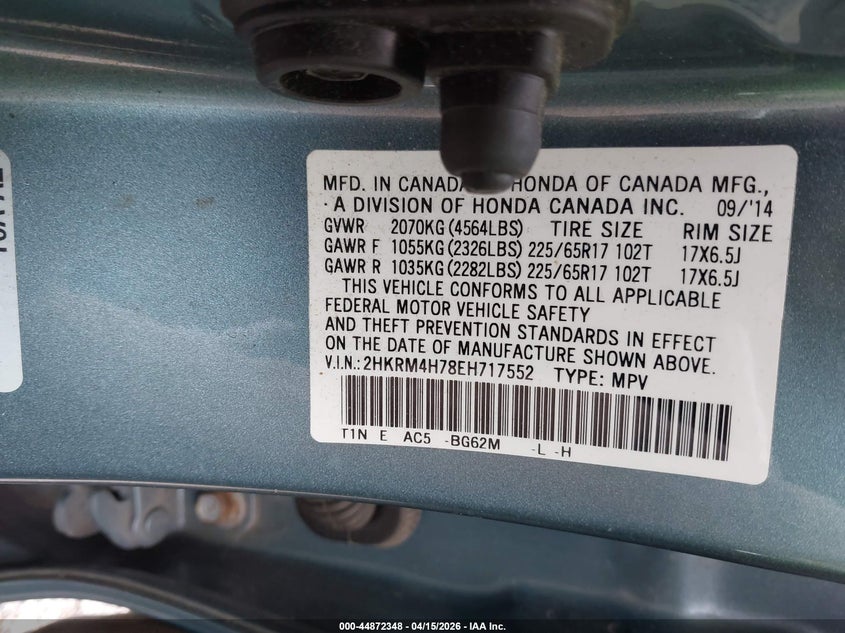 MFD. IN CANADA HONDA OF CANADA MFG.,
A DIVISION OF HONDA CANADA INC. 09/'14
GVWR 2070KG (4564LBS) TIRE SIZE RIM SIZE
GAWR F 1055KG (2326LBS) 225/65R17 102T 17X6.5J
GAWR R 1035KG (2282LBS) 225/65R17 102T 17X6.5J
THIS VEHICLE CONFORMS TO ALL APPLICABLE
FEDERAL MOTOR VEHICLE SAFETY
AND THEFT PREVENTION STANDARDS IN EFFECT
ON THE DATE OF MANUFACTURE SHOWN ABOVE.
V.I.N.: 2HKRM4H78EH717552 TYPE: MPV
T1N E AC5 -BG62M -L -H
000-44872348 - 04/15/2026 - IAA Inc.